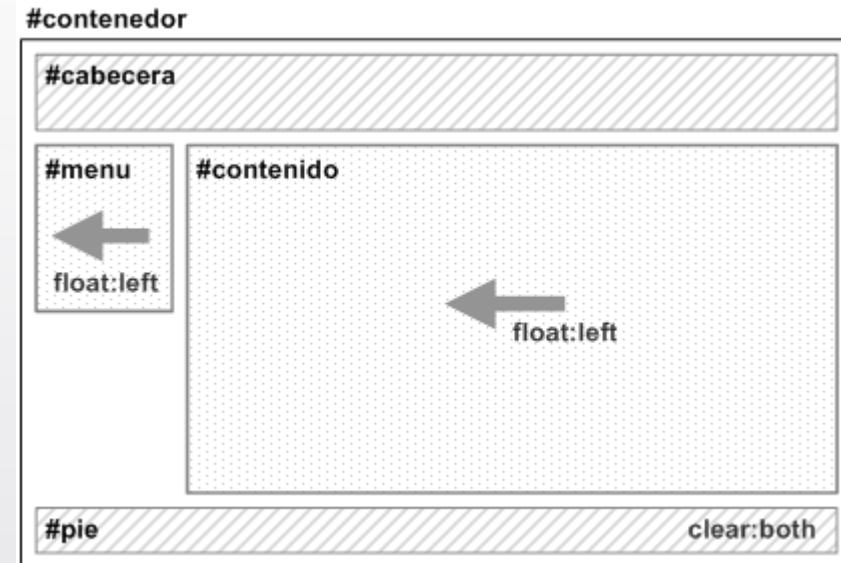 #contenedor
#cabecera
#menu
float:left
#contenido
float:left
#pie
clear:both